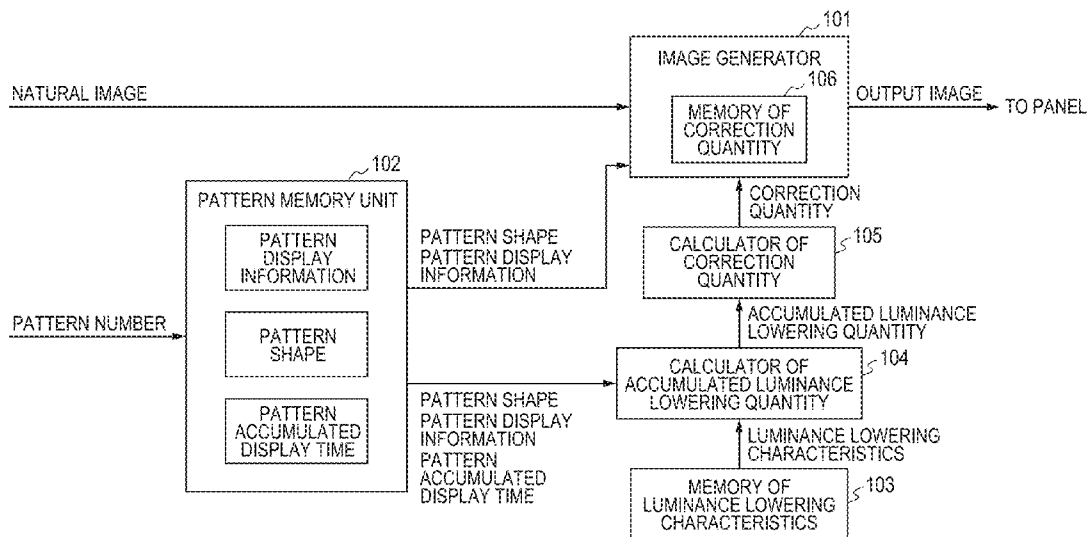 101
IMAGE GENERATOR
106
MEMORY OF
CORRECTION
QUANTITY
NATURAL IMAGE
OUTPUT IMAGE
TO PANEL
102
PATTERN MEMORY UNIT
PATTERN
DISPLAY
INFORMATION
PATTERN
SHAPE
PATTERN
ACCUMULATED
DISPLAY TIME
PATTERN NUMBER
PATTERN SHAPE
PATTERN DISPLAY
INFORMATION
CORRECTION
QUANTITY
105
CALCULATOR OF
CORRECTION
QUANTITY
ACCUMULATED LUMINANCE
LOWERING QUANTITY
104
CALCULATOR OF
ACCUMULATED LUMINANCE
LOWERING QUANTITY
PATTERN SHAPE
PATTERN DISPLAY
INFORMATION
PATTERN
ACCUMULATED
DISPLAY TIME
LUMINANCE LOWERING
CHARACTERISTICS
103
MEMORY OF
LUMINANCE LOWERING
CHARACTERISTICS